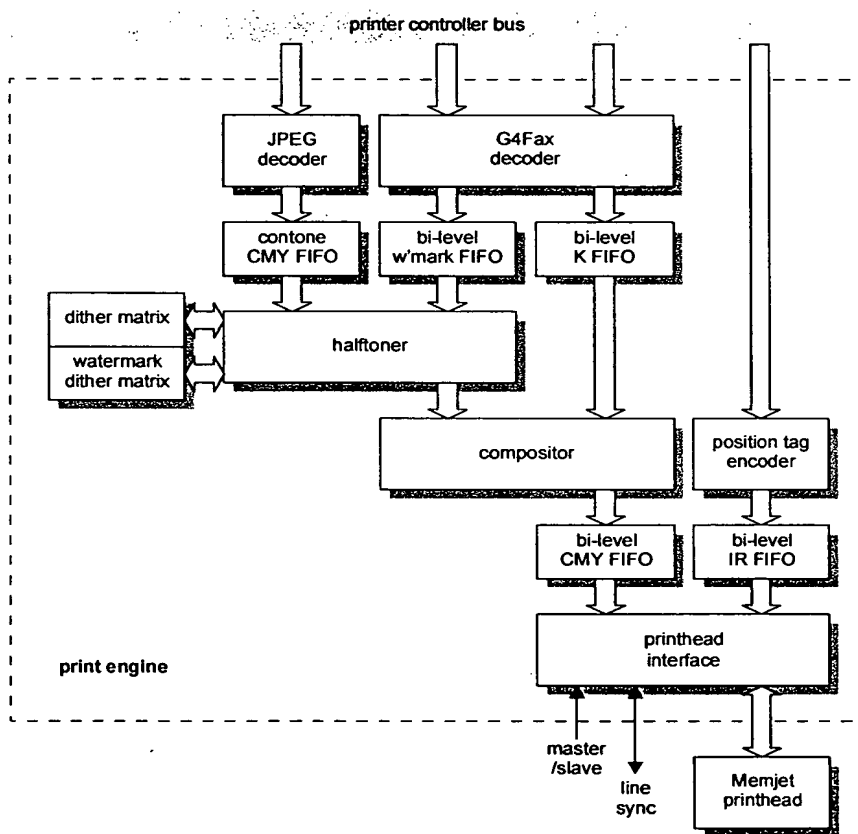 printer controller bus
JPEG
decoder
G4Fax
decoder
contone
CMY FIFO
bi-level
w'mark FIFO
bi-level
K FIFO
dither matrix
watermark
dither matrix
halftoner
compositor
position tag
encoder
bi-level
CMY FIFO
bi-level
IR FIFO
printhead
interface
print engine
master
/slave
line
sync
Memjet
printhead